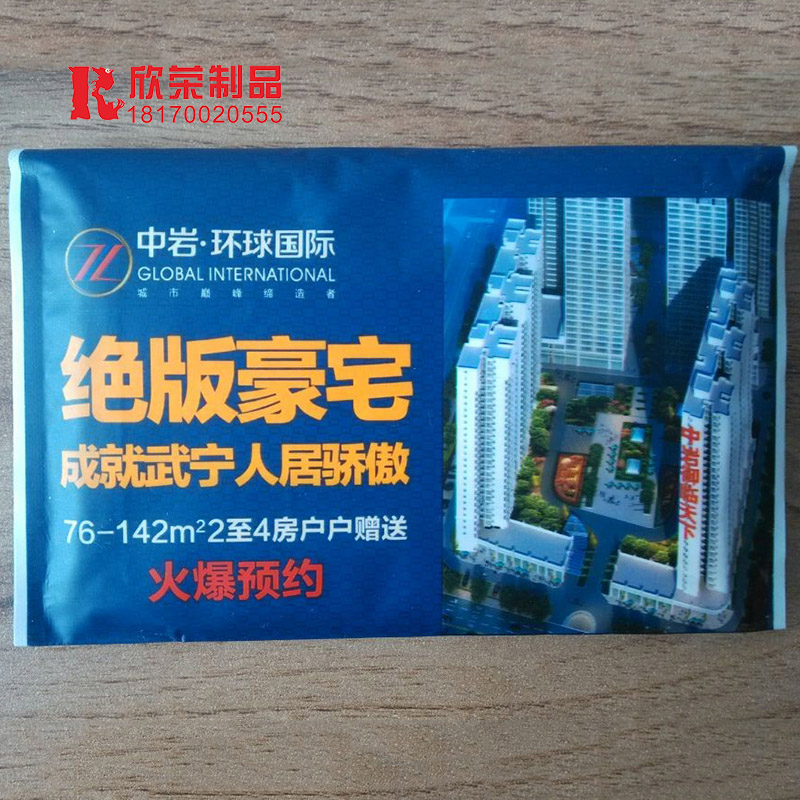 欣荣制品
18170020555
中岩·环球国际
GLOBAL INTERNATIONAL
城市巅峰缔造者
绝版豪宅
成就武宁人居骄傲
76-142m²2至4房户户赠送
火爆预约